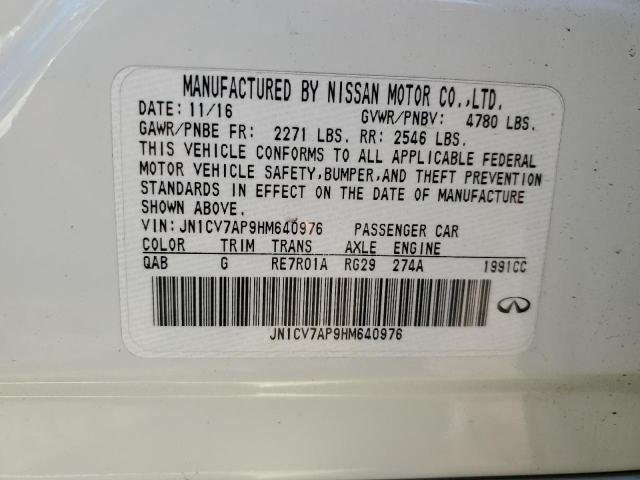 MANUFACTURED BY NISSAN MOTOR CO.,LTD.
DATE: 11/16 GVWR/PNBV: 4780 LBS.
GAWR/PNBE FR: 2271 LBS. RR: 2546 LBS.
THIS VEHICLE CONFORMS TO ALL APPLICABLE FEDERAL
MOTOR VEHICLE SAFETY,BUMPER,AND THEFT PREVENTION
STANDARDS IN EFFECT ON THE DATE OF MANUFACTURE
SHOWN ABOVE.
VIN: JN1CV7AP9HM640976 PASSENGER CAR
COLOR TRIM TRANS AXLE ENGINE
QAB G RE7R01A RG29 274A 1991CC
JN1CV7AP9HM640976